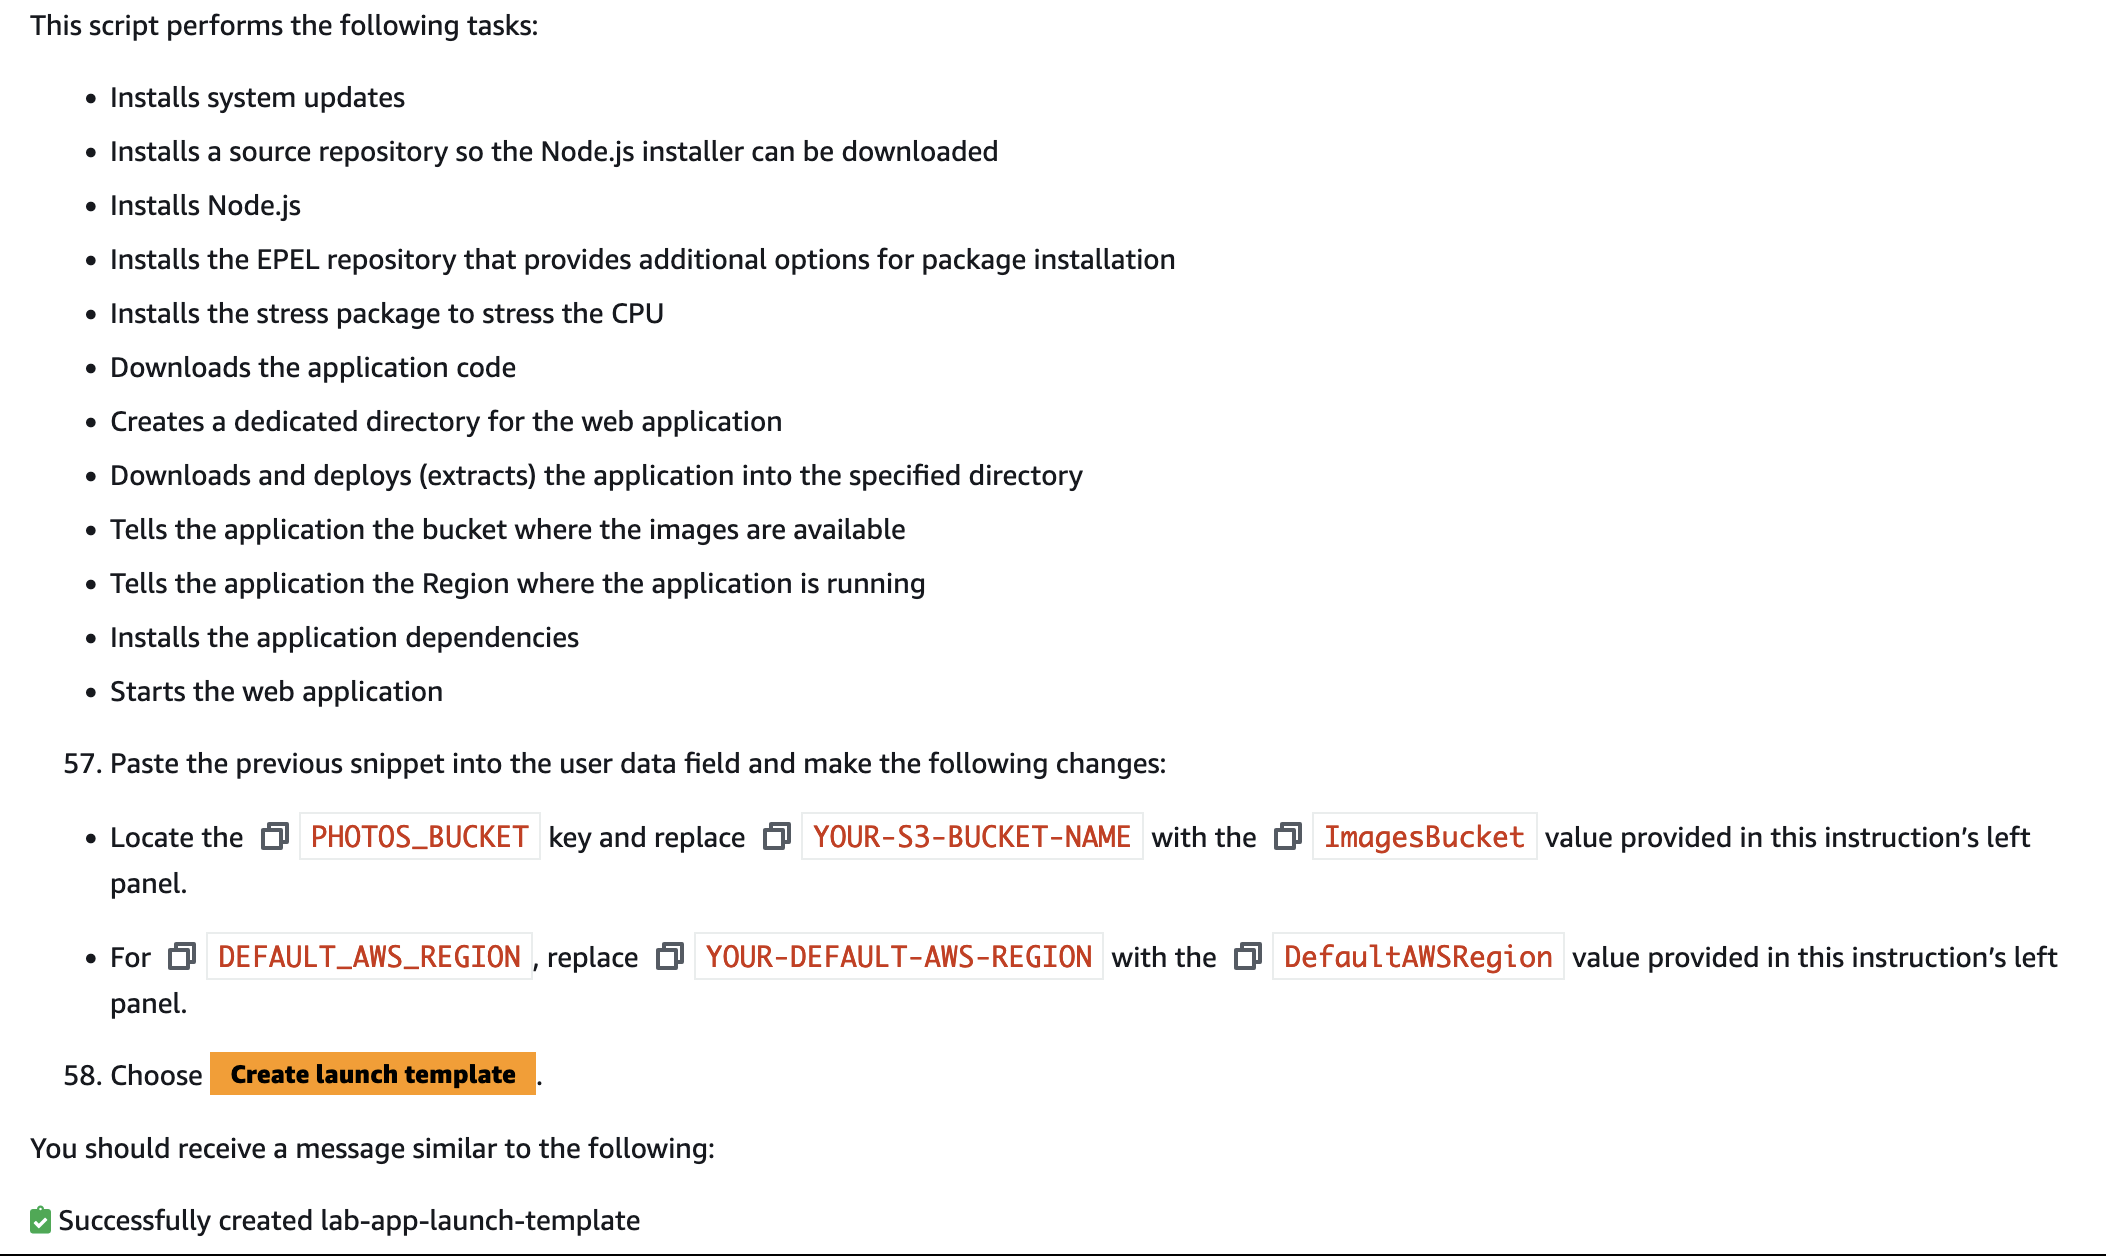 This script performs the following tasks:
• Installs system updates
• Installs a source repository so the Node.js installer can be downloaded
• Installs Node.js
• Installs the EPEL repository that provides additional options for package installation
• Installs the stress package to stress the CPU
• Downloads the application code
• Creates a dedicated directory for the web application
• Downloads and deploys (extracts) the application into the specified directory
• Tells the application the bucket where the images are available
• Tells the application the Region where the application is running
• Installs the application dependencies
• Starts the web application
57. Paste the previous snippet into the user data field and make the following changes:
• Locate the PHOTOS_BUCKET key and replace YOUR-S3-BUCKET-NAME with the ImagesBucket value provided in this instruction’s left
panel.
• For DEFAULT_AWS_REGION, replace YOUR-DEFAULT-AWS-REGION with the DefaultAWSRegion value provided in this instruction’s left
panel.
58. Choose Create launch template.
You should receive a message similar to the following:
Successfully created lab-app-launch-template